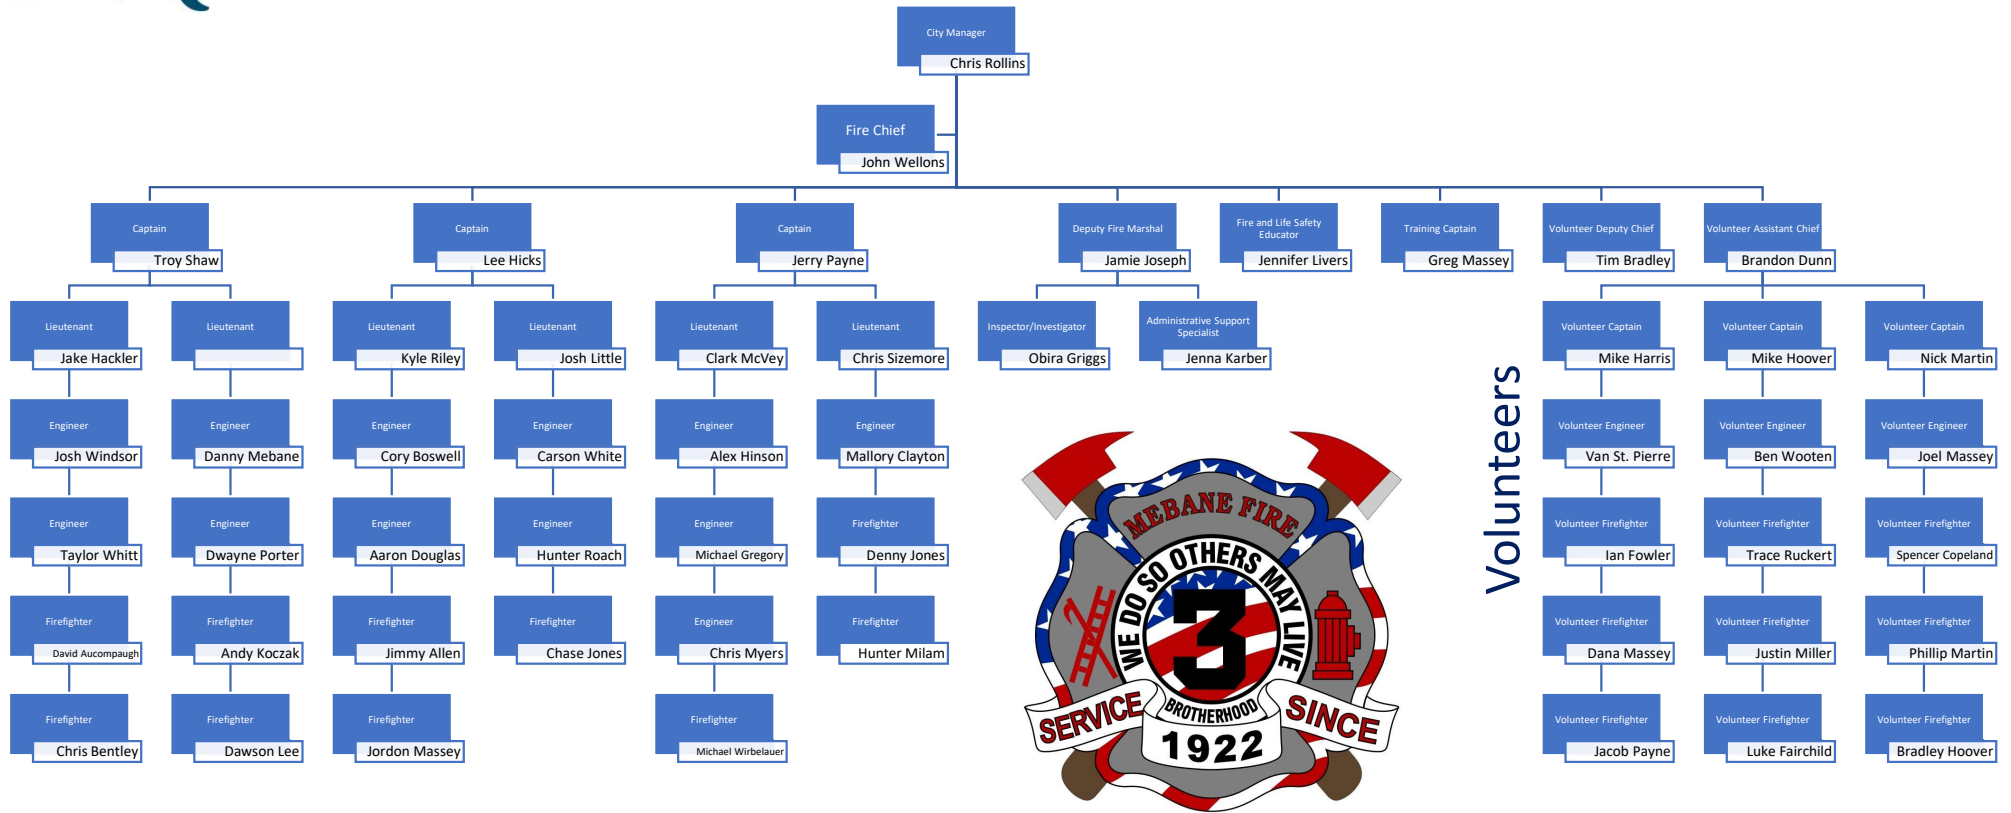 City Manager
Chris Rollins
Fire Chief
John Wellons
Captain
Troy Shaw
Captain
Lee Hicks
Captain
Jerry Payne
Deputy Fire Marshal
Jamie Joseph
Fire and Life Safety
Educator
Jennifer Livers
Training Captain
Greg Massey
Volunteer Deputy Chief
Tim Bradley
Volunteer Assistant Chief
Brandon Dunn
Lieutenant
Jake Hackler
Lieutenant
Lieutenant
Kyle Riley
Lieutenant
Josh Little
Lieutenant
Clark McVey
Lieutenant
Chris Sizemore
Inspector/Investigator
Obira Griggs
Administrative Support
Specialist
Jenna Karber
Volunteer Captain
Mike Harris
Volunteer Captain
Mike Hoover
Volunteer Captain
Nick Martin
Engineer
Josh Windsor
Engineer
Danny Mebane
Engineer
Cory Boswell
Engineer
Carson White
Engineer
Alex Hinson
Engineer
Mallory Clayton
Volunteer Engineer
Van St. Pierre
Volunteer Engineer
Ben Wooten
Volunteer Engineer
Joel Massey
Engineer
Taylor Whitt
Engineer
Dwayne Porter
Engineer
Aaron Douglas
Engineer
Hunter Roach
Engineer
Michael Gregory
Firefighter
Denny Jones
Volunteer Firefighter
Ian Fowler
Volunteer Firefighter
Trace Ruckert
Volunteer Firefighter
Spencer Copeland
Firefighter
David Aucompaugh
Firefighter
Andy Koczak
Firefighter
Jimmy Allen
Firefighter
Chase Jones
Engineer
Chris Myers
Firefighter
Hunter Milam
Volunteer Firefighter
Dana Massey
Volunteer Firefighter
Justin Miller
Volunteer Firefighter
Phillip Martin
Firefighter
Chris Bentley
Firefighter
Dawson Lee
Firefighter
Jordon Massey
Firefighter
Michael Wirbelauer
Volunteer Firefighter
Jacob Payne
Volunteer Firefighter
Luke Fairchild
Volunteer Firefighter
Bradley Hoover
Volunteers
MEBANE FIRE
WE DO SO OTHERS MAY LIVE
3
BROTHERHOOD
SERVICE SINCE
1922